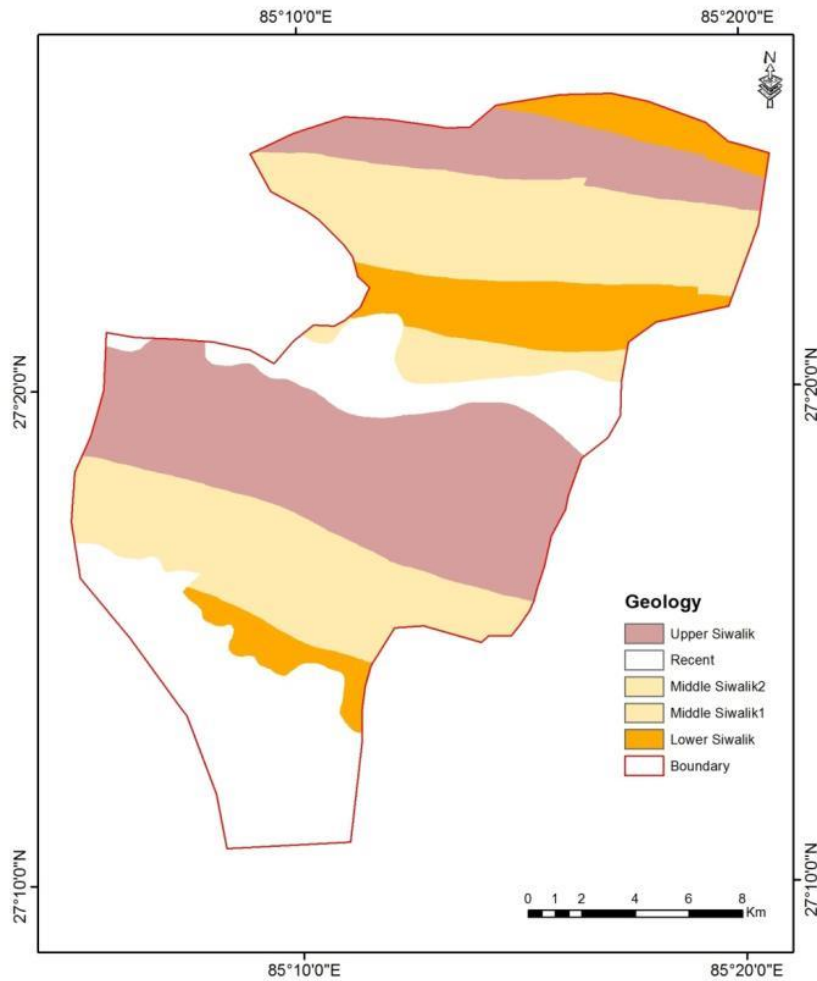 85°10'0"E
85°20'0"E
N
27°20'0"N
27°20'0"N
Geology
Upper Siwalik
Recent
Middle Siwalik2
Middle Siwalik1
Lower Siwalik
Boundary
27°10'0"N
27°10'0"N
0 1 2 4 6 8
Km
85°10'0"E
85°20'0"E